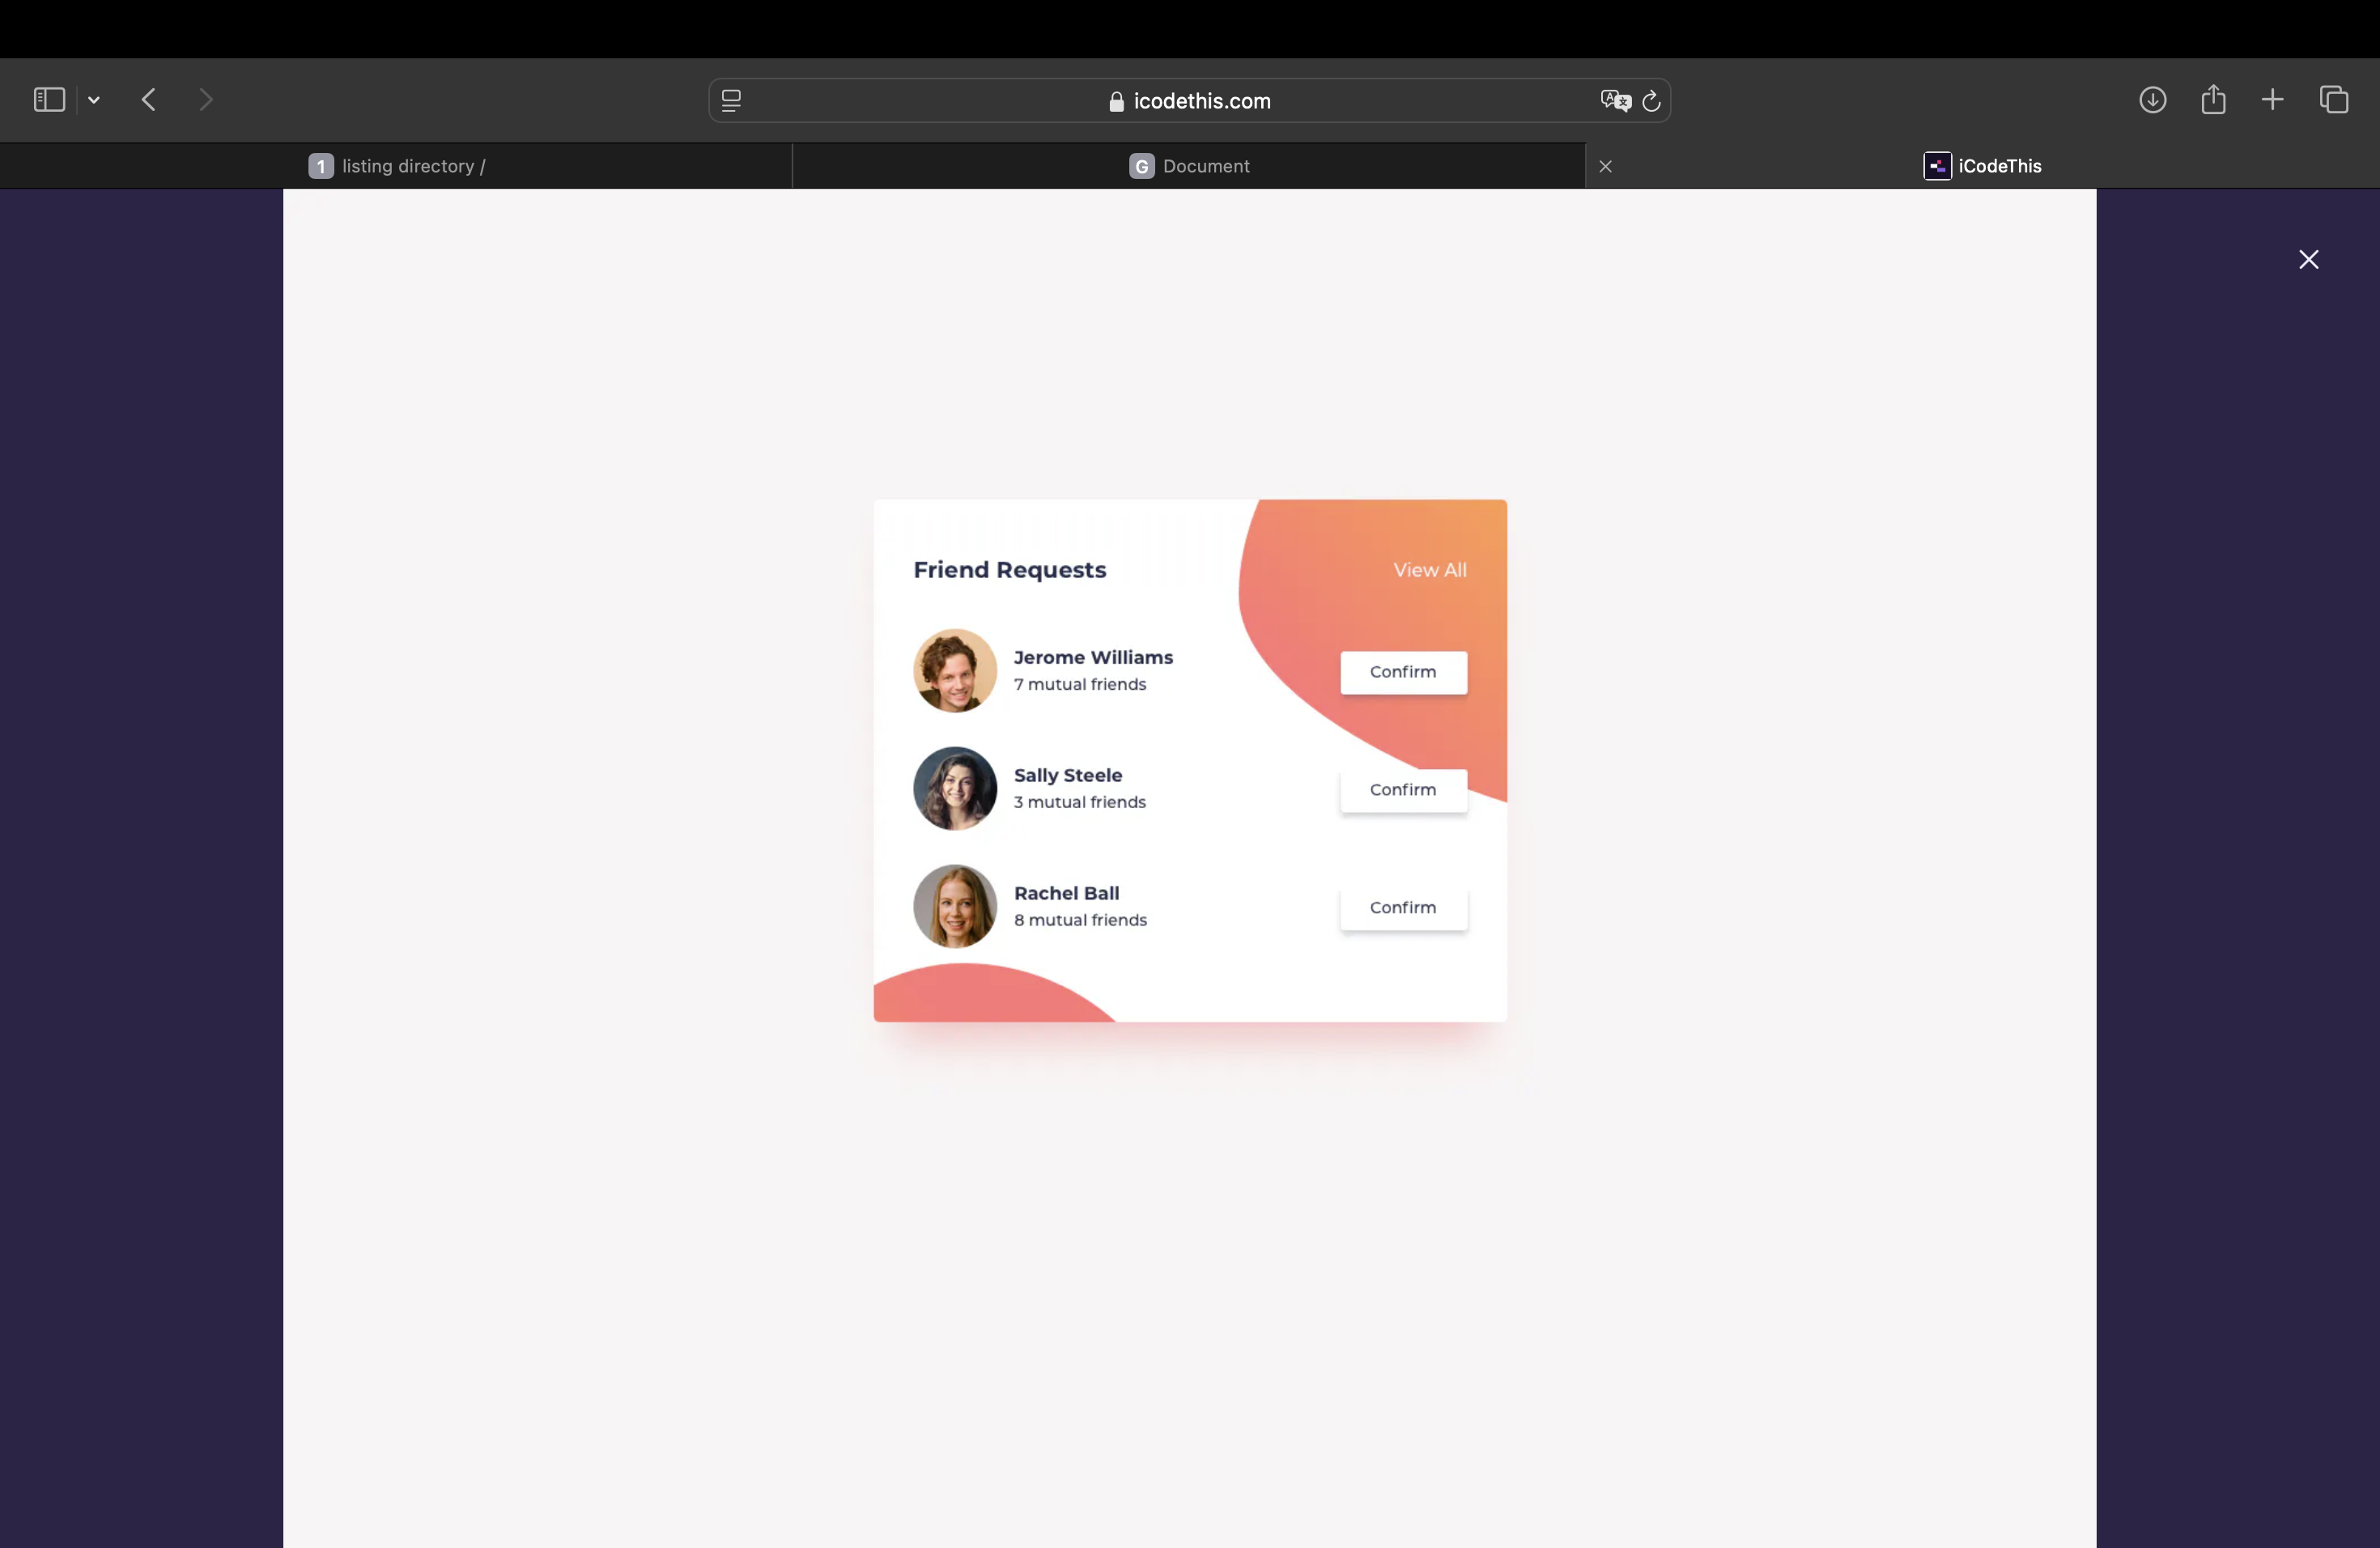 icodethis.com
1 listing directory /
G Document
iCodeThis
Friend Requests
View All
Jerome Williams
7 mutual friends
Confirm
Sally Steele
3 mutual friends
Confirm
Rachel Ball
8 mutual friends
Confirm